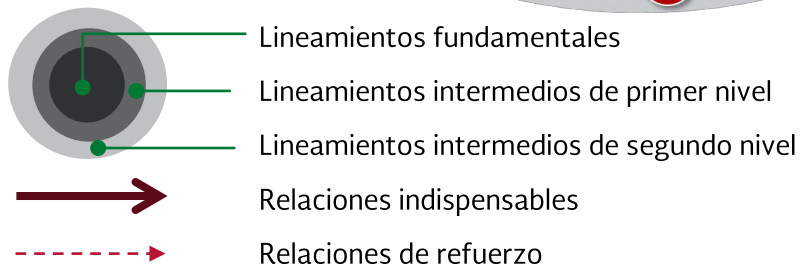 Lineamientos fundamentales
Lineamientos intermedios de primer nivel
Lineamientos intermedios de segundo nivel
Relaciones indispensables
Relaciones de refuerzo